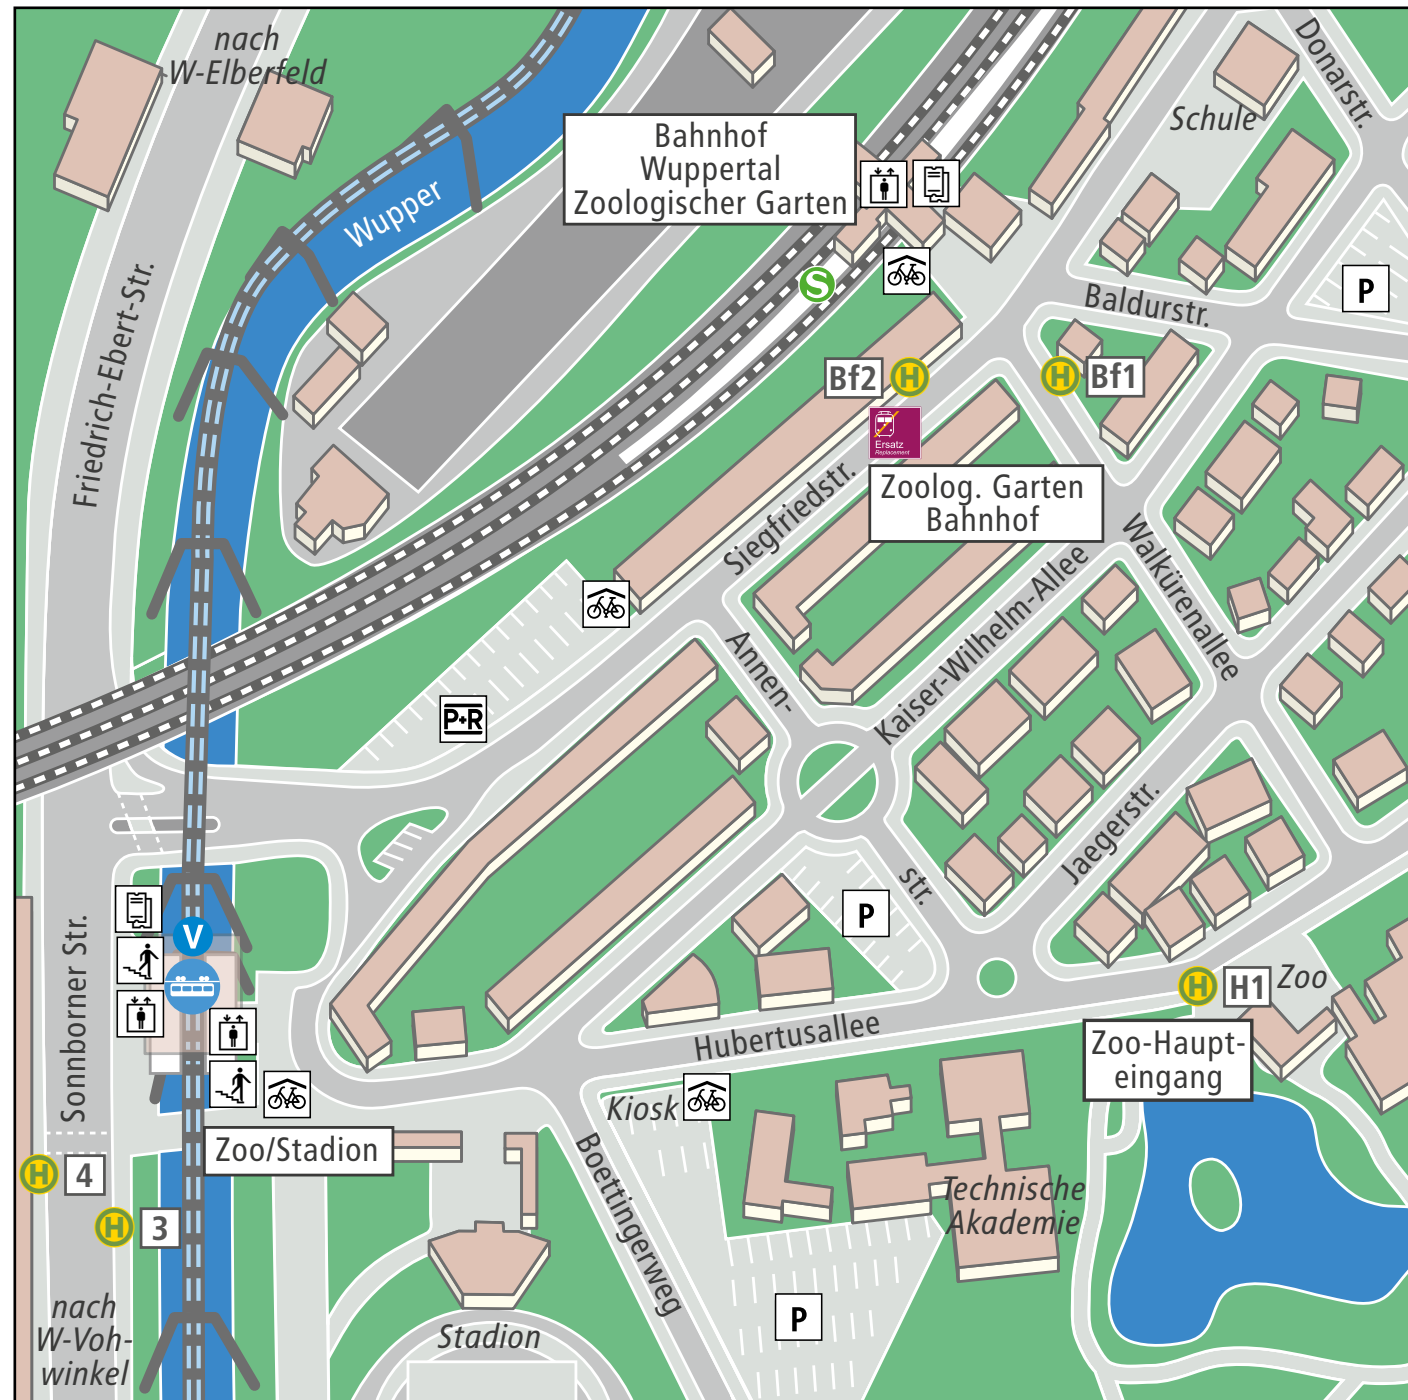 nach
W-Elberfeld
Donarstr.
Schule
Bahnhof
Wuppertal
Zoologischer Garten
Wupper
Friedrich-Ebert-Str.
S
P
Baldurstr.
Bf2
H
H
Bf1
Ersatz
Replacement
Siegfriedstr.
Zoolog. Garten
Bahnhof
Walkürenallee
Kaiser-Wilhelm-Allee
Annen-
str.
P+R
Jaegerstr.
P
Sonnborner Str.
V
H
H1
Zoo
Hubertusallee
Zoo-Haupt-
eingang
Kiosk
Zoo/Stadion
Boettingerweg
H
4
H
3
Technische
Akademie
nach
W-Voh-
winkel
Stadion
P